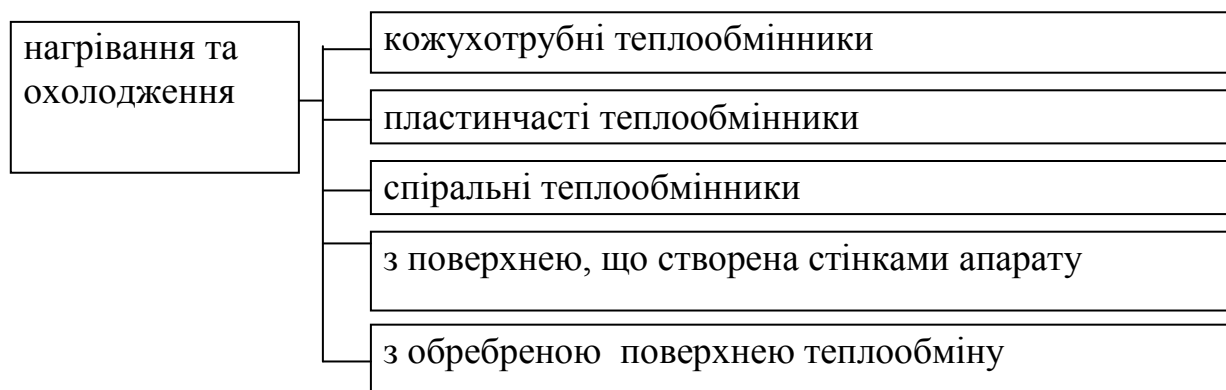 нагрівання та
охолодження
кожухотрубні теплообмінники
пластинчасті теплообмінники
спіральні теплообмінники
з поверхнею, що створена стінками апарату
з обребреною поверхнею теплообміну